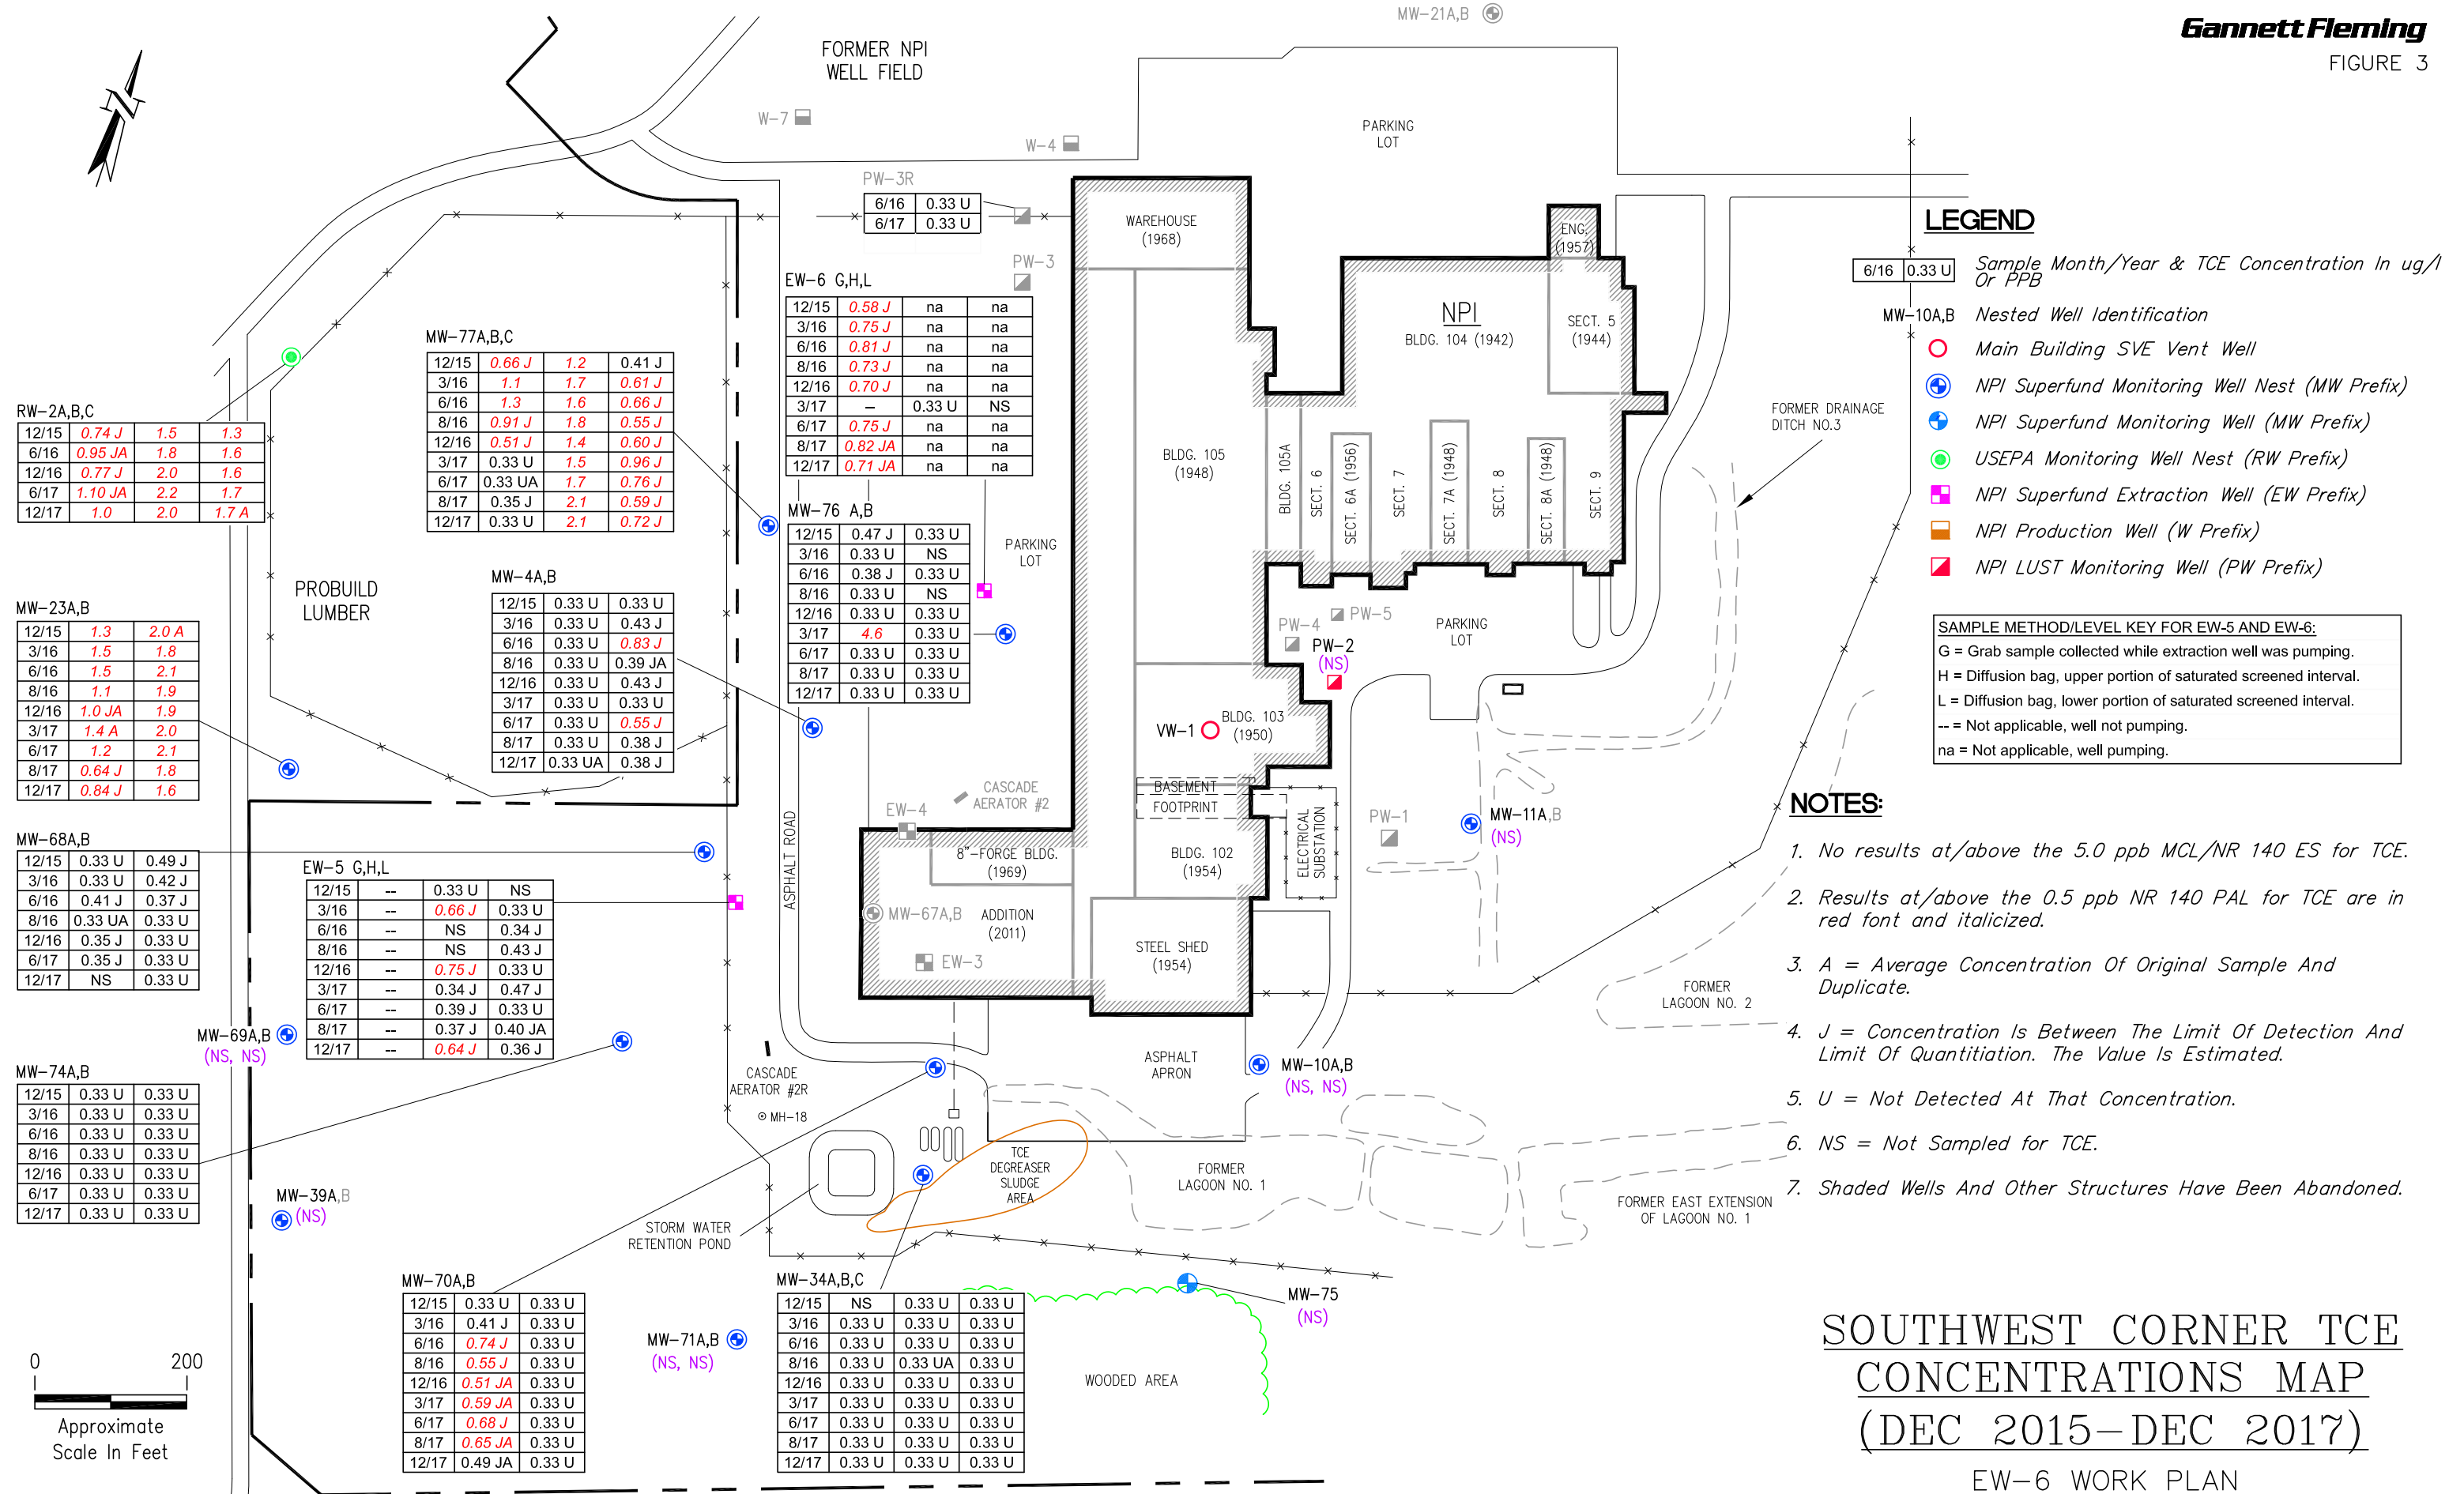 MW-21A,B
Gannett Fleming
FIGURE 3
FORMER NPI
WELL FIELD
W-7
W-4
PARKING
LOT
N
PW-3R
6/16 0.33 U
6/17 0.33 U
PW-3
WAREHOUSE
(1968)
ENG.
(1957)
NPI
BLDG. 104 (1942)
SECT. 5
(1944)
BLDG. 105
(1948)
BLDG. 105A
SECT. 6
SECT. 6A (1956)
SECT. 7
SECT. 7A (1948)
SECT. 8
SECT. 8A (1948)
SECT. 9
FORMER DRAINAGE
DITCH NO.3
EW-6 G,H,L
12/15 0.58 J na na
3/16 0.75 J na na
6/16 0.81 J na na
8/16 0.73 J na na
12/16 0.70 J na na
3/17 – 0.33 U NS
6/17 0.75 J na na
8/17 0.82 JA na na
12/17 0.71 JA na na
MW-77A,B,C
12/15 0.66 J 1.2 0.41 J
3/16 1.1 1.7 0.61 J
6/16 1.3 1.6 0.66 J
8/16 0.91 J 1.8 0.55 J
12/16 0.51 J 1.4 0.60 J
3/17 0.33 U 1.5 0.96 J
6/17 0.33 UA 1.7 0.76 J
8/17 0.35 J 2.1 0.59 J
12/17 0.33 U 2.1 0.72 J
RW-2A,B,C
12/15 0.74 J 1.5 1.3
6/16 0.95 JA 1.8 1.6
12/16 0.77 J 2.0 1.6
6/17 1.10 JA 2.2 1.7
12/17 1.0 2.0 1.7 A
MW-76 A,B
12/15 0.47 J 0.33 U
3/16 0.33 U NS
6/16 0.38 J 0.33 U
8/16 0.33 U NS
12/16 0.33 U 0.33 U
3/17 4.6 0.33 U
6/17 0.33 U 0.33 U
8/17 0.33 U 0.33 U
12/17 0.33 U 0.33 U
PARKING
LOT
PROBUILD
LUMBER
MW-4A,B
12/15 0.33 U 0.33 U
3/16 0.33 U 0.43 J
6/16 0.33 U 0.83 J
8/16 0.33 U 0.39 JA
12/16 0.33 U 0.43 J
3/17 0.33 U 0.33 U
6/17 0.33 U 0.55 J
8/17 0.33 U 0.38 J
12/17 0.33 UA 0.38 J
MW-23A,B
12/15 1.3 2.0 A
3/16 1.5 1.8
6/16 1.5 2.1
8/16 1.1 1.9
12/16 1.0 JA 1.9
3/17 1.4 A 2.0
6/17 1.2 2.1
8/17 0.64 J 1.8
12/17 0.84 J 1.6
PW-5
PW-4
PW-2
(NS)
PARKING
LOT
VW-1
BLDG. 103
(1950)
BASEMENT
FOOTPRINT
CASCADE
AERATOR #2
EW-4
ASPHALT ROAD
8"-FORGE BLDG.
(1969)
BLDG. 102
(1954)
ELECTRICAL
SUBSTATION
PW-1
MW-11A,B
(NS)
MW-67A,B
ADDITION
(2011)
EW-3
STEEL SHED
(1954)
FORMER
LAGOON NO. 2
MW-68A,B
12/15 0.33 U 0.49 J
3/16 0.33 U 0.42 J
6/16 0.41 J 0.37 J
8/16 0.33 UA 0.33 U
12/16 0.35 J 0.33 U
6/17 0.35 J 0.33 U
12/17 NS 0.33 U
EW-5 G,H,L
12/15 -- 0.33 U NS
3/16 -- 0.66 J 0.33 U
6/16 -- NS 0.34 J
8/16 -- NS 0.43 J
12/16 -- 0.75 J 0.33 U
3/17 -- 0.34 J 0.47 J
6/17 -- 0.39 J 0.33 U
8/17 -- 0.37 J 0.40 JA
12/17 -- 0.64 J 0.36 J
MW-69A,B
(NS, NS)
MW-74A,B
12/15 0.33 U 0.33 U
3/16 0.33 U 0.33 U
6/16 0.33 U 0.33 U
8/16 0.33 U 0.33 U
12/16 0.33 U 0.33 U
6/17 0.33 U 0.33 U
12/17 0.33 U 0.33 U
CASCADE
AERATOR #2R
MH-18
ASPHALT
APRON
MW-10A,B
(NS, NS)
TCE
DEGREASER
SLUDGE
AREA
FORMER
LAGOON NO. 1
FORMER EAST EXTENSION
OF LAGOON NO. 1
MW-39A,B
(NS)
STORM WATER
RETENTION POND
MW-70A,B
12/15 0.33 U 0.33 U
3/16 0.41 J 0.33 U
6/16 0.74 J 0.33 U
8/16 0.55 J 0.33 U
12/16 0.51 JA 0.33 U
3/17 0.59 JA 0.33 U
6/17 0.68 J 0.33 U
8/17 0.65 JA 0.33 U
12/17 0.49 JA 0.33 U
MW-71A,B
(NS, NS)
MW-34A,B,C
12/15 NS 0.33 U 0.33 U
3/16 0.33 U 0.33 U 0.33 U
6/16 0.33 U 0.33 U 0.33 U
8/16 0.33 U 0.33 UA 0.33 U
12/16 0.33 U 0.33 U 0.33 U
3/17 0.33 U 0.33 U 0.33 U
6/17 0.33 U 0.33 U 0.33 U
8/17 0.33 U 0.33 U 0.33 U
12/17 0.33 U 0.33 U 0.33 U
MW-75
(NS)
WOODED AREA
0 200
Approximate
Scale In Feet
LEGEND
6/16 0.33 U Sample Month/Year & TCE Concentration In ug/l
Or PPB
MW-10A,B Nested Well Identification
Main Building SVE Vent Well
NPI Superfund Monitoring Well Nest (MW Prefix)
NPI Superfund Monitoring Well (MW Prefix)
USEPA Monitoring Well Nest (RW Prefix)
NPI Superfund Extraction Well (EW Prefix)
NPI Production Well (W Prefix)
NPI LUST Monitoring Well (PW Prefix)
SAMPLE METHOD/LEVEL KEY FOR EW-5 AND EW-6:
G = Grab sample collected while extraction well was pumping.
H = Diffusion bag, upper portion of saturated screened interval.
L = Diffusion bag, lower portion of saturated screened interval.
-- = Not applicable, well not pumping.
na = Not applicable, well pumping.
NOTES:
1. No results at/above the 5.0 ppb MCL/NR 140 ES for TCE.
2. Results at/above the 0.5 ppb NR 140 PAL for TCE are in
red font and italicized.
3. A = Average Concentration Of Original Sample And
Duplicate.
4. J = Concentration Is Between The Limit Of Detection And
Limit Of Quantitiation. The Value Is Estimated.
5. U = Not Detected At That Concentration.
6. NS = Not Sampled for TCE.
7. Shaded Wells And Other Structures Have Been Abandoned.
SOUTHWEST CORNER TCE
CONCENTRATIONS MAP
(DEC 2015-DEC 2017)
EW-6 WORK PLAN